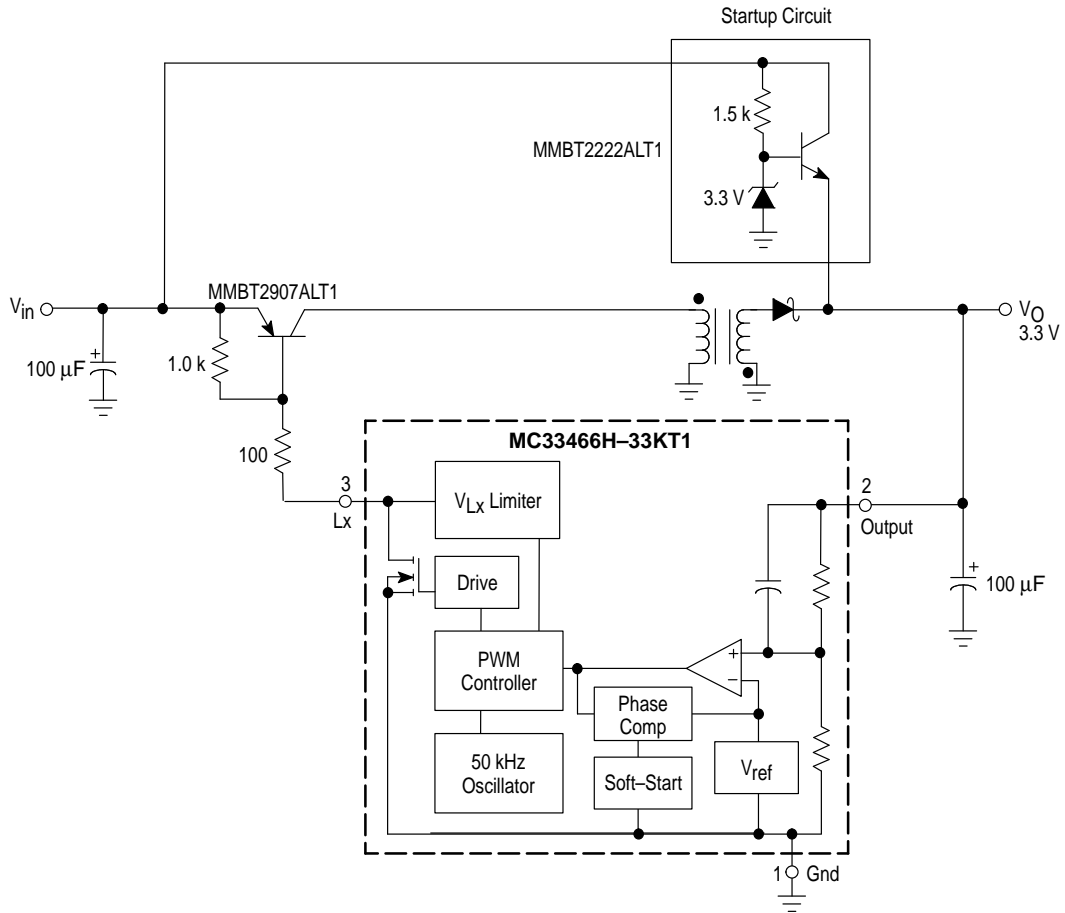 Startup Circuit
1.5 k
MMBT2222ALT1
3.3 V
Vin
MMBT2907ALT1
VO
3.3 V
100 µF
+
1.0 k
100
MC33466H–33KT1
3
Lx
VLx Limiter
2
Output
Drive
+
100 µF
PWM
Controller
+
–
Phase
Comp
50 kHz
Oscillator
Soft–Start
Vref
1
Gnd